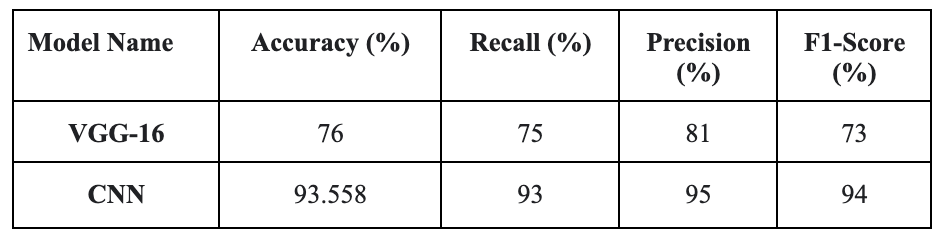 Model Name Accuracy (%) Recall (%) Precision (%) F1-Score (%)
VGG-16 76 75 81 73
CNN 93.558 93 95 94